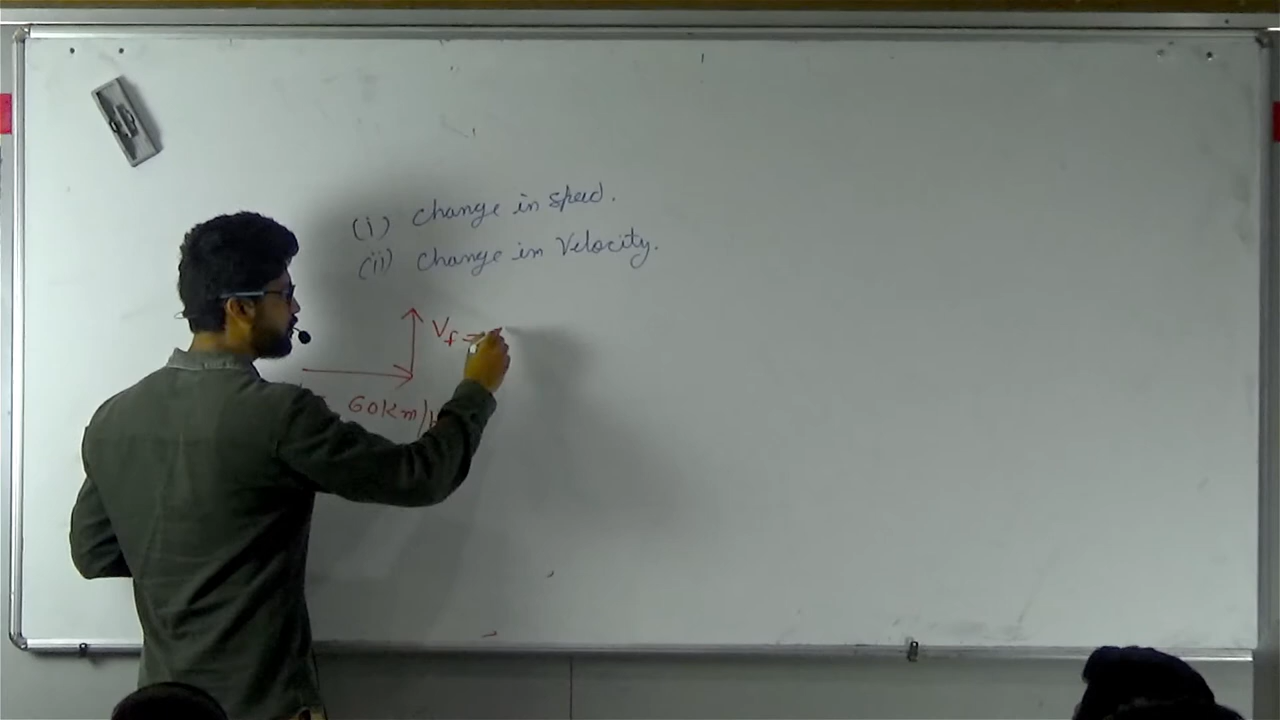 (i) change in speed.
(ii) change in Velocity.
Vf =
60km/h